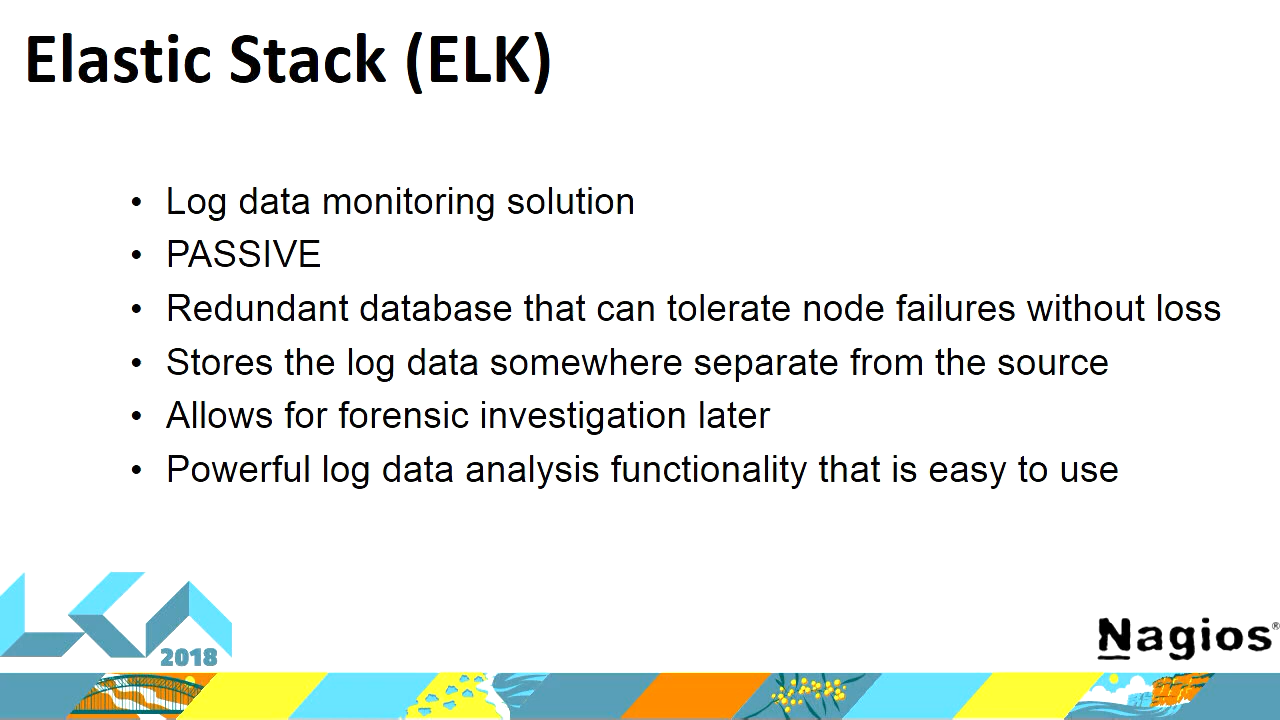 Elastic Stack (ELK)
• Log data monitoring solution
• PASSIVE
• Redundant database that can tolerate node failures without loss
• Stores the log data somewhere separate from the source
• Allows for forensic investigation later
• Powerful log data analysis functionality that is easy to use
LCA
2018
Nagios®